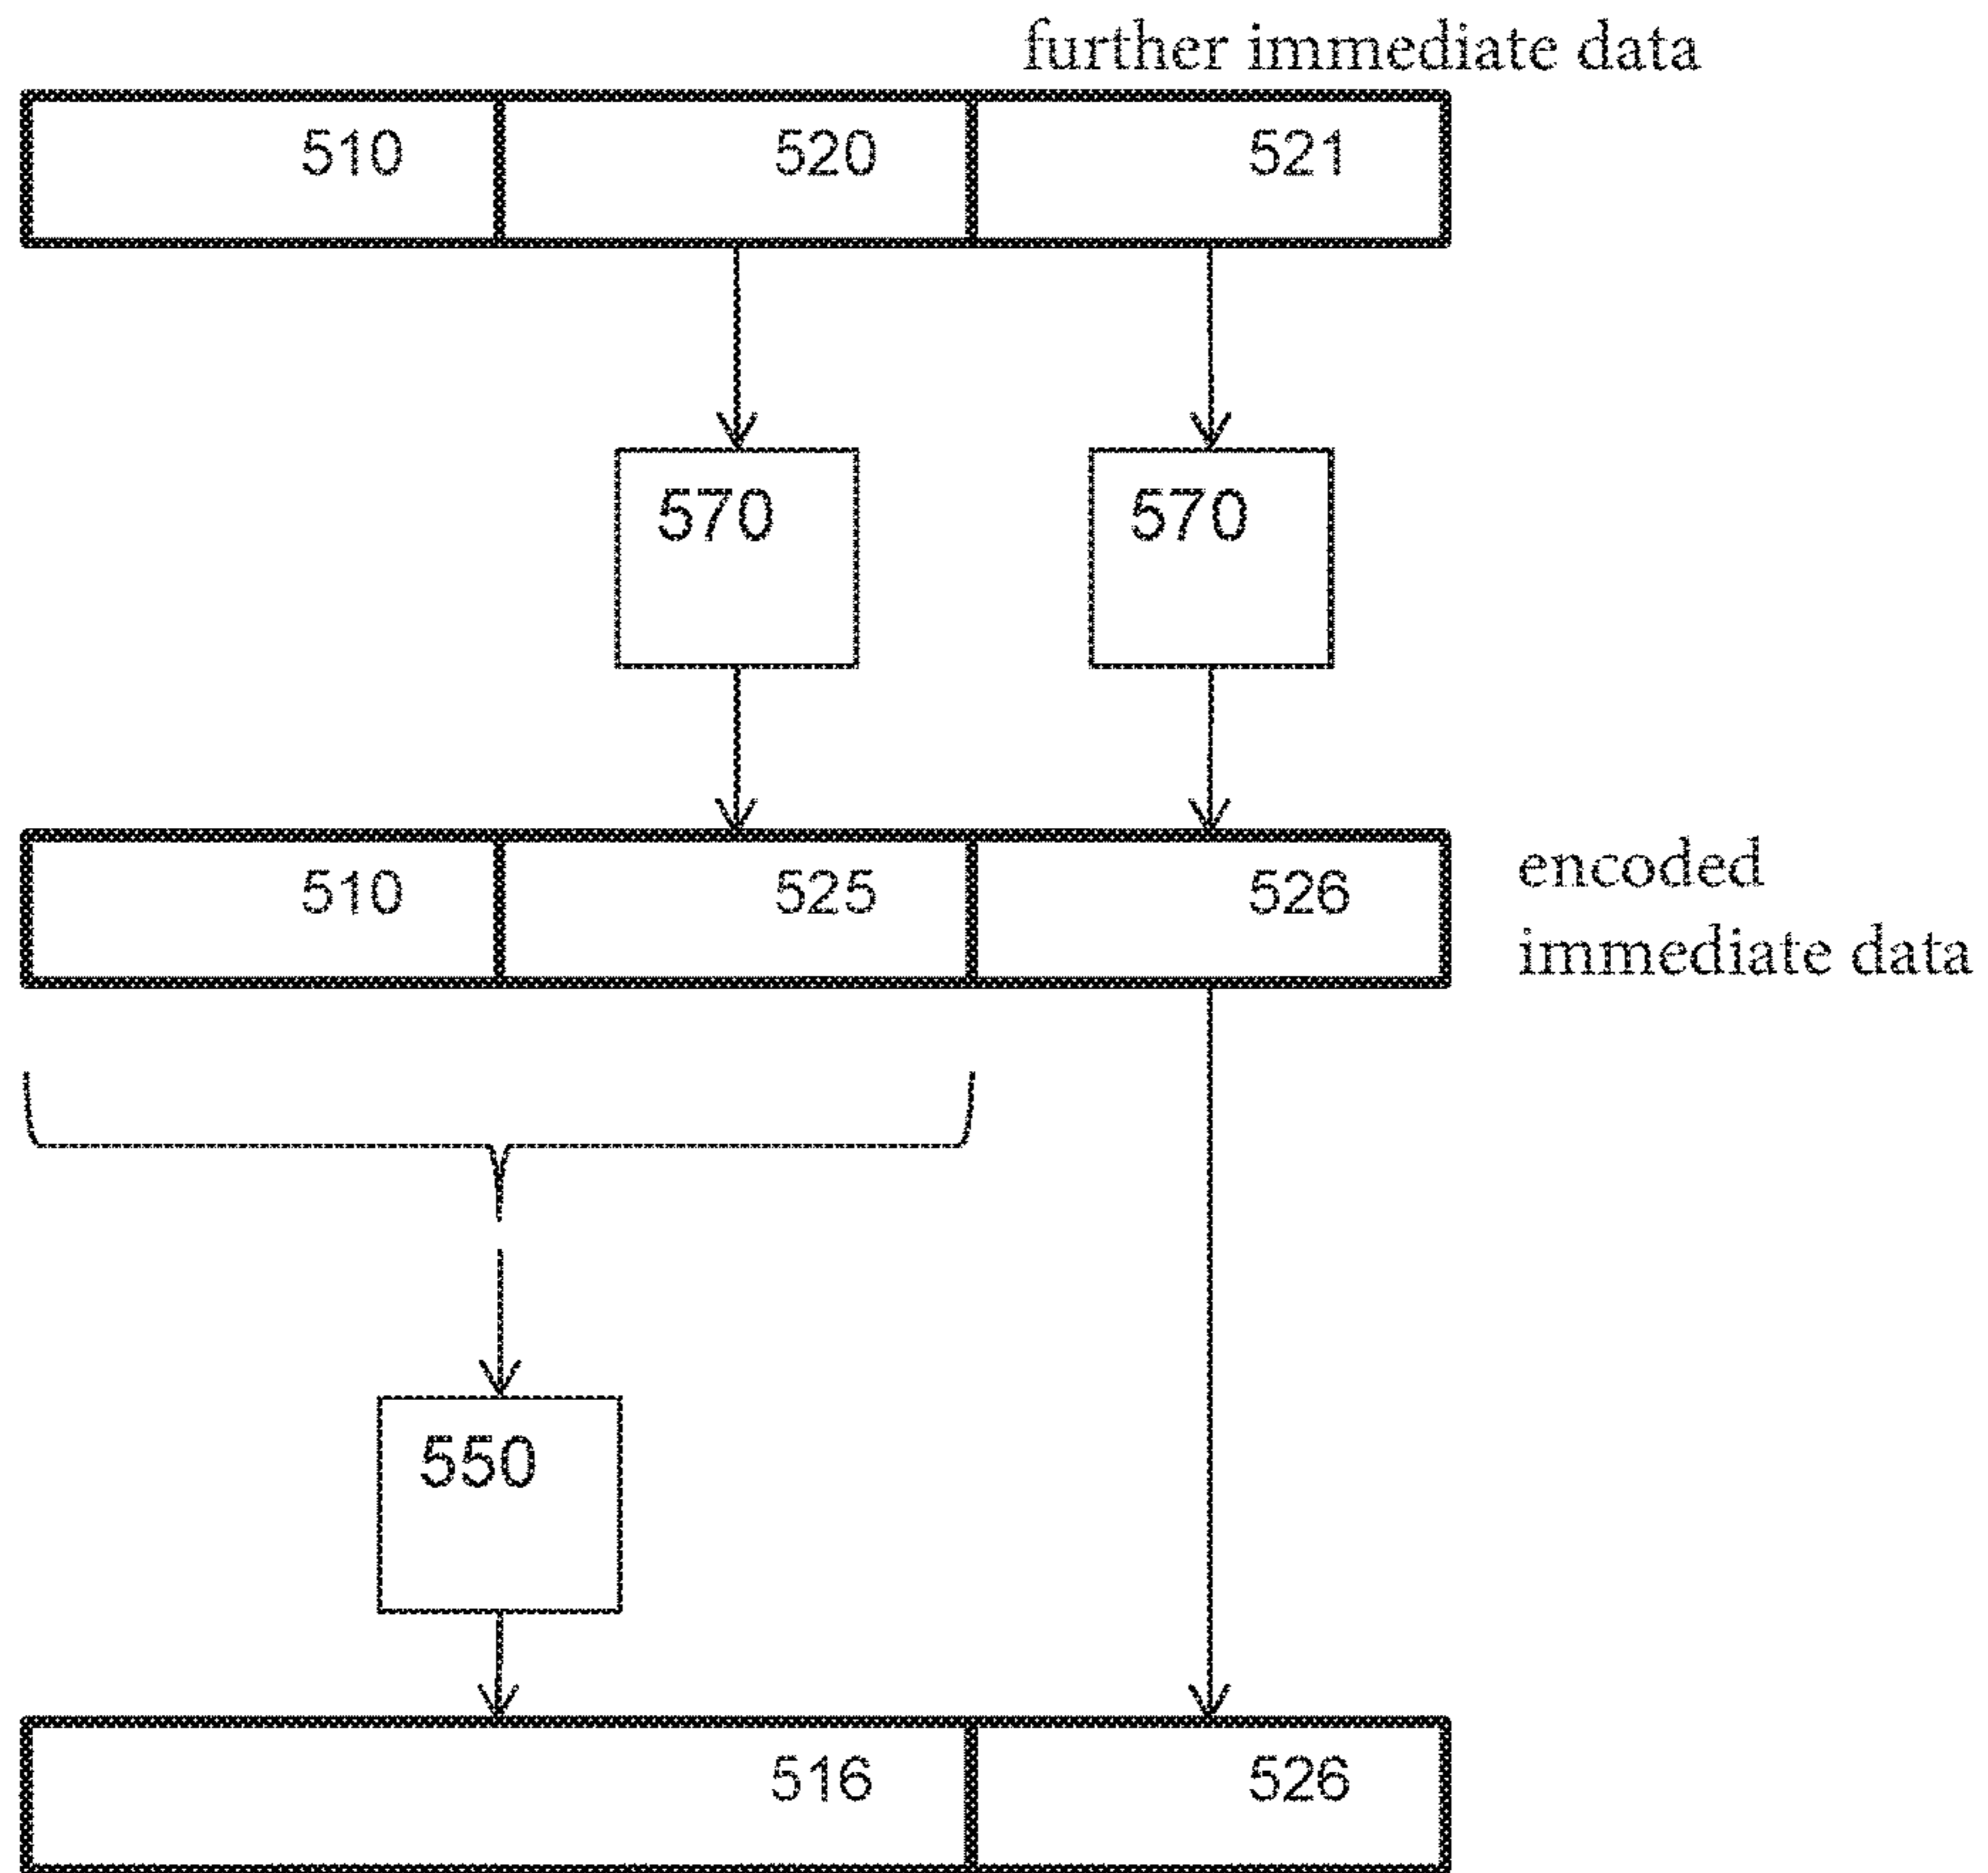 further immediate data
510 520 521
570 570
510 525 526
encoded
immediate data
550
516 526